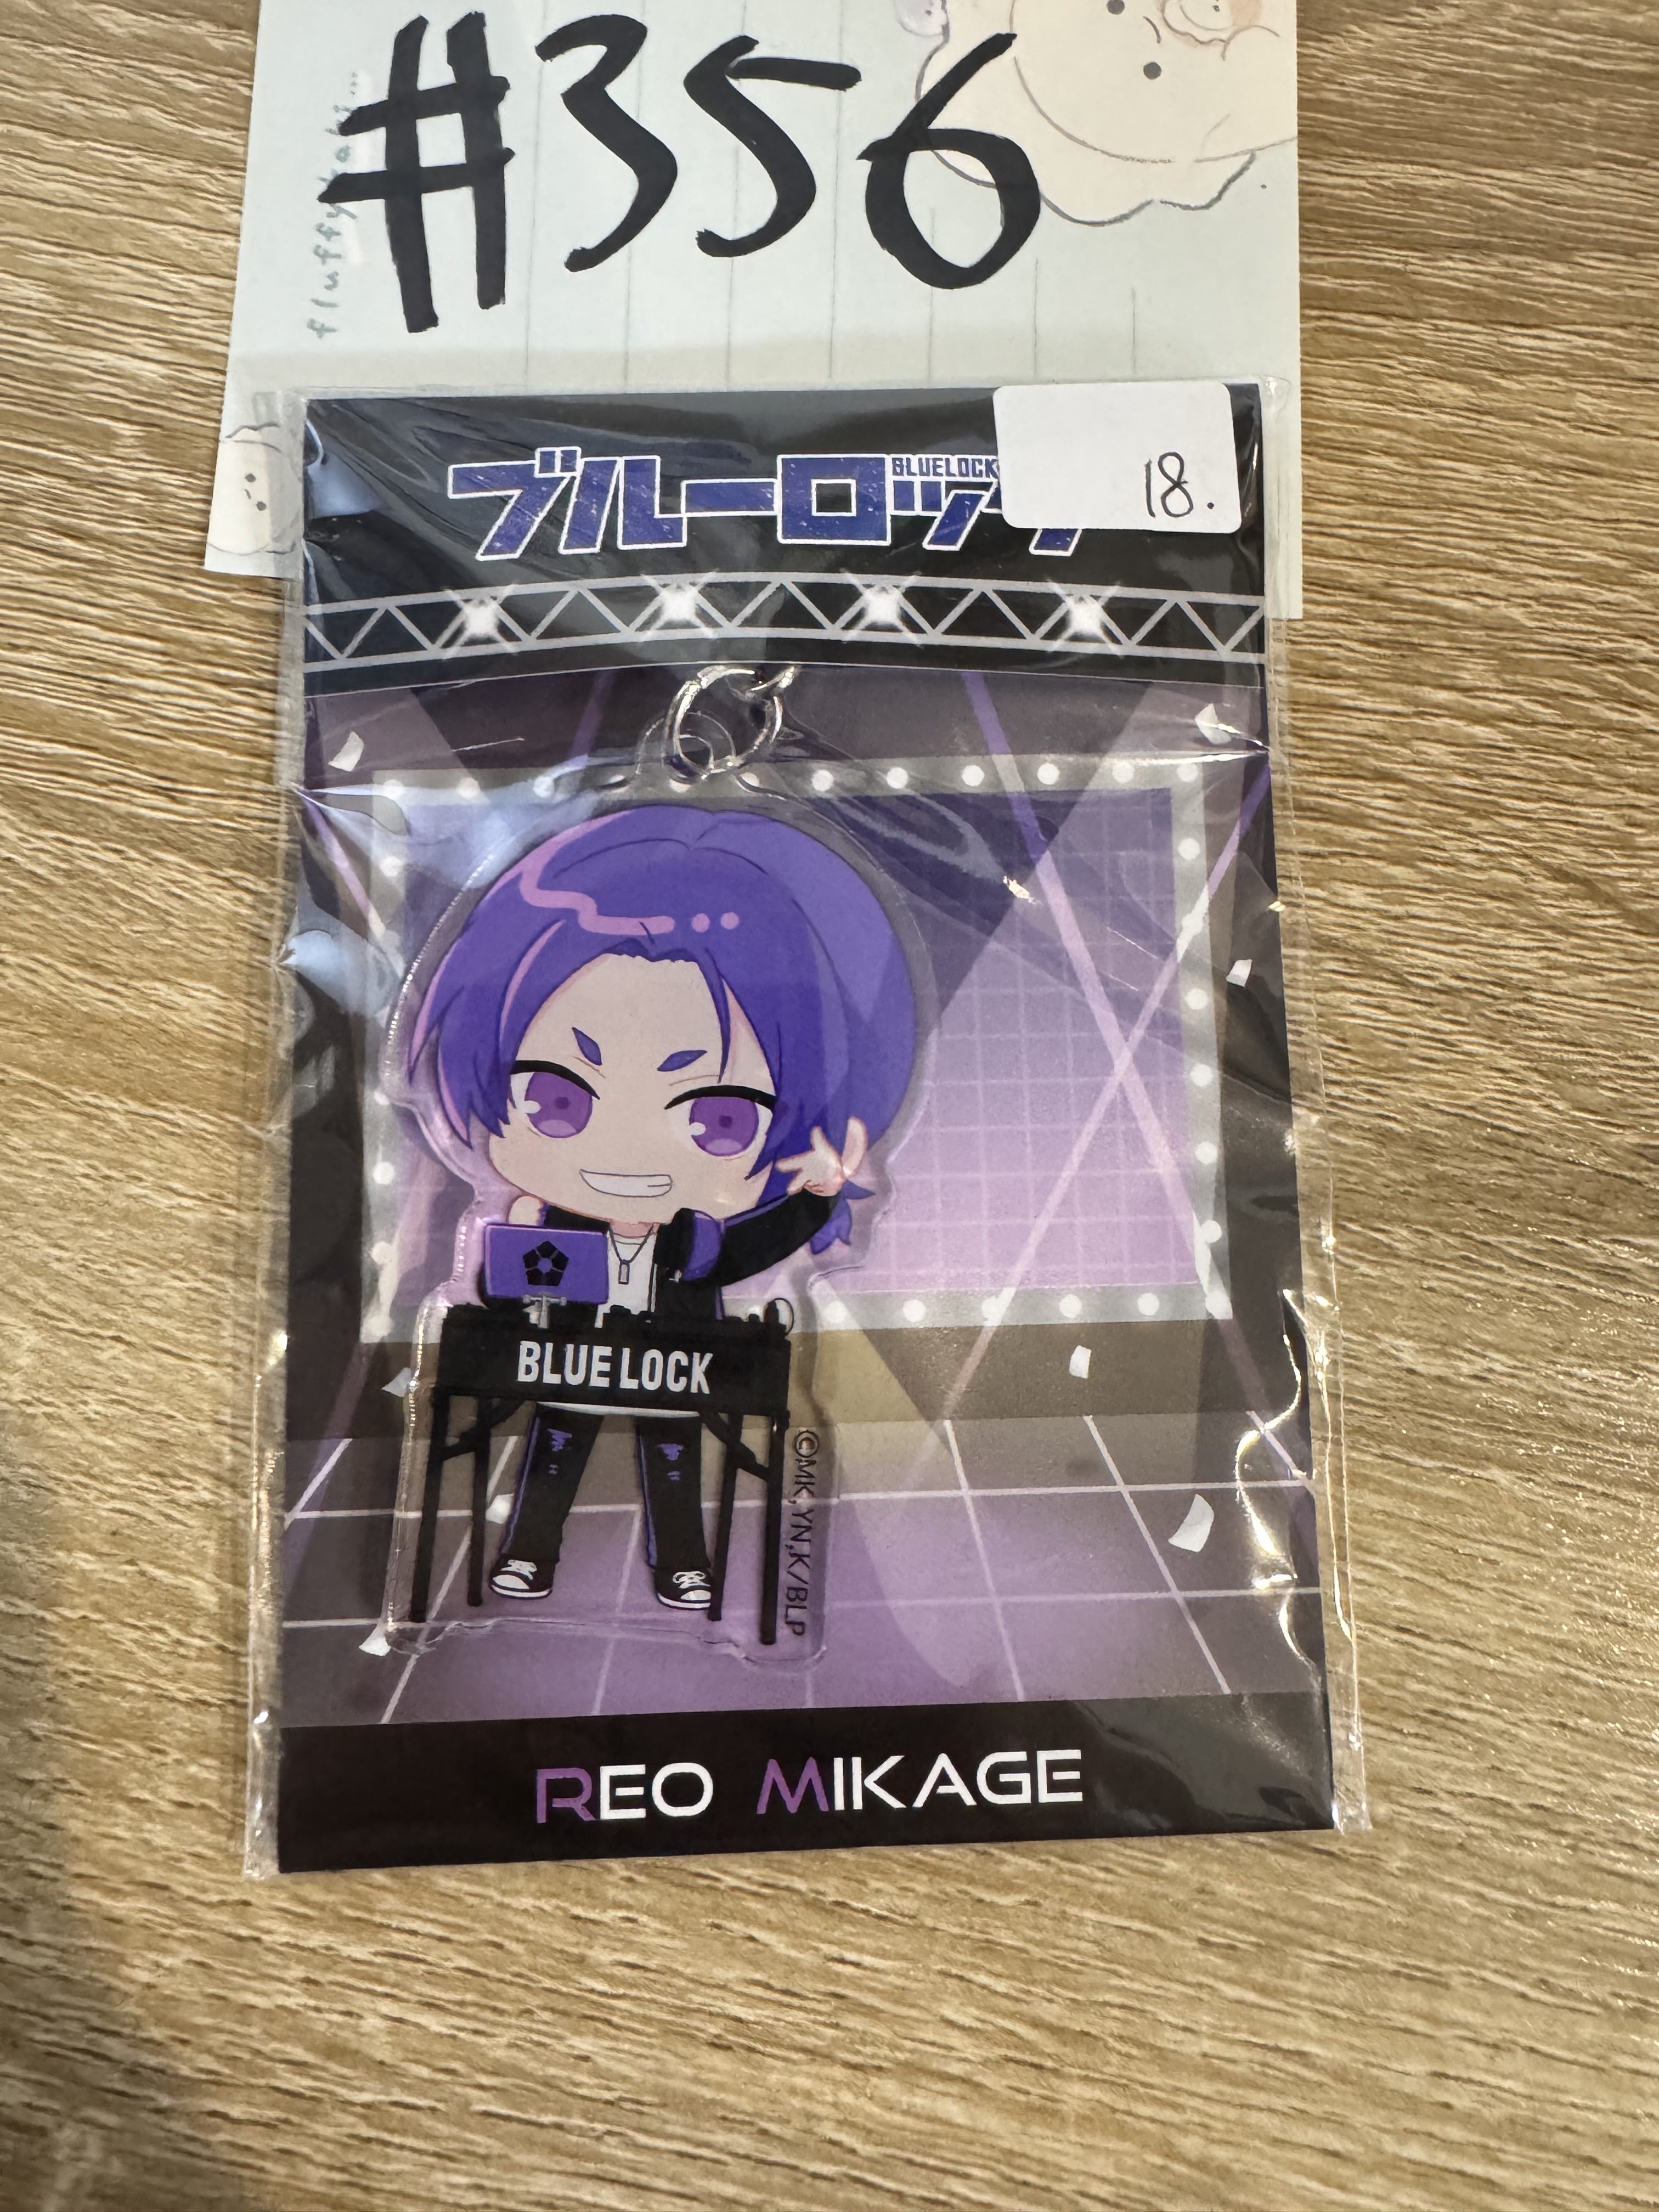 #356
fluffy
ブルーロック
BLUELOCK
18.
BLUE LOCK
©MK,YN,K/BLP
REO MIKAGE